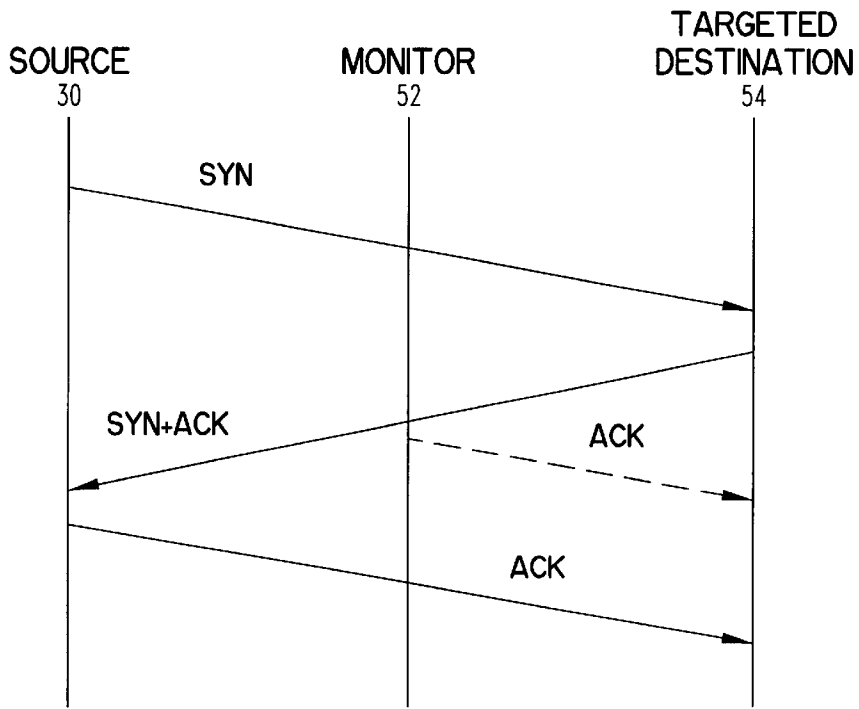 SOURCE
30
MONITOR
52
TARGETED
DESTINATION
54
SYN
SYN+ACK
ACK
ACK